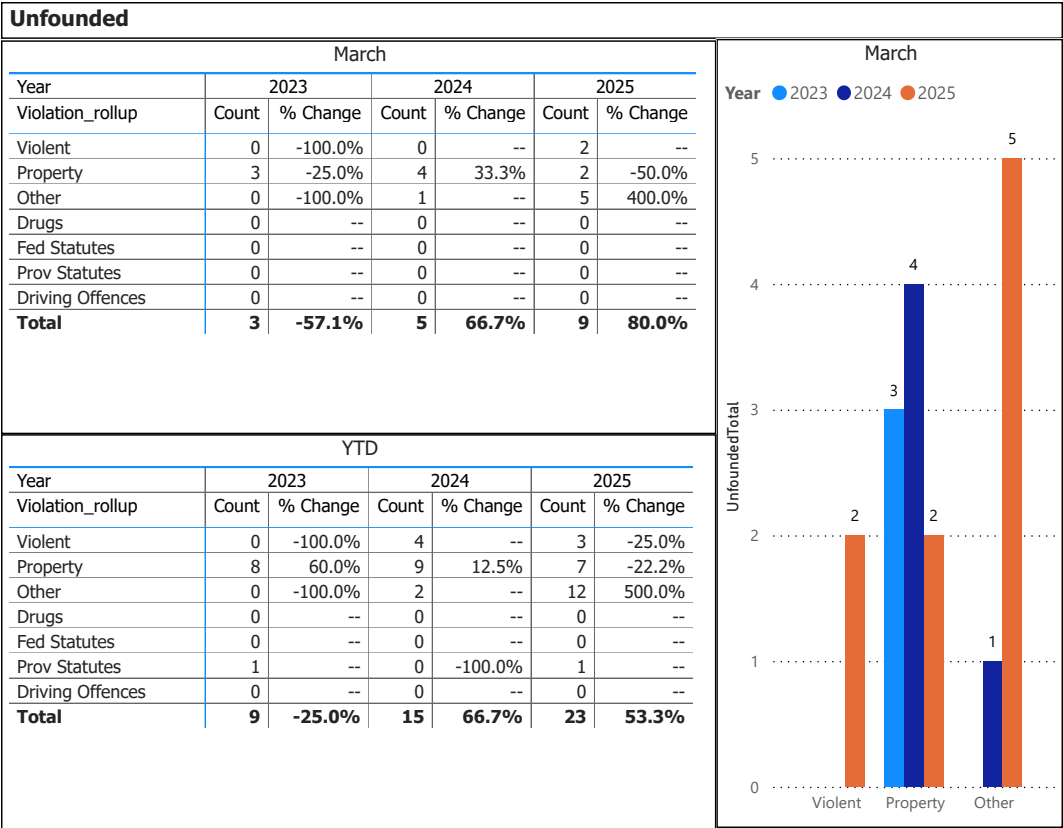 Unfounded
March
Year 2023 2024 2025
Violation_rollup Count % Change Count % Change Count % Change
Violent 0 -100.0% 0 -- 2 --
Property 3 -25.0% 4 33.3% 2 -50.0%
Other 0 -100.0% 1 -- 5 400.0%
Drugs 0 -- 0 -- 0 --
Fed Statutes 0 -- 0 -- 0 --
Prov Statutes 0 -- 0 -- 0 --
Driving Offences 0 -- 0 -- 0 --
Total 3 -57.1% 5 66.7% 9 80.0%
YTD
Year 2023 2024 2025
Violation_rollup Count % Change Count % Change Count % Change
Violent 0 -100.0% 4 -- 3 -25.0%
Property 8 60.0% 9 12.5% 7 -22.2%
Other 0 -100.0% 2 -- 12 500.0%
Drugs 0 -- 0 -- 0 --
Fed Statutes 0 -- 0 -- 0 --
Prov Statutes 1 -- 0 -100.0% 1 --
Driving Offences 0 -- 0 -- 0 --
Total 9 -25.0% 15 66.7% 23 53.3%
March
Year 2023 2024 2025
5
5
4
4
3
3
UnfoundedTotal
2 2
2
1
1
0
Violent Property Other